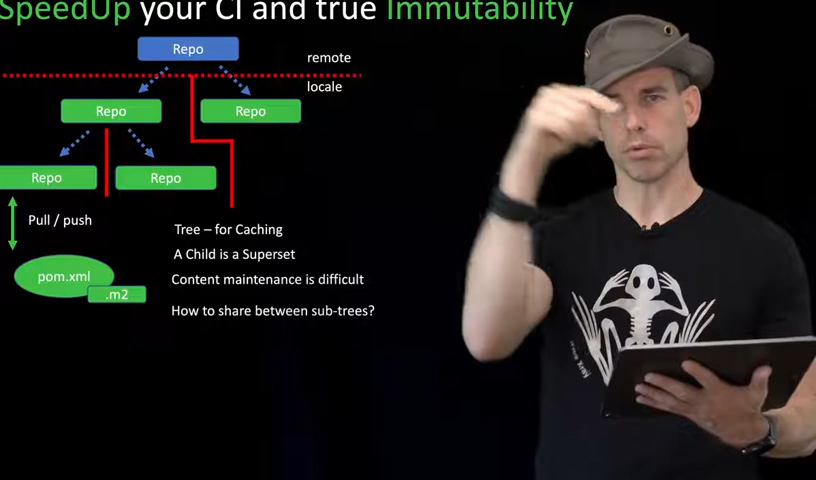 SpeedUp your CI and true Immutability
Repo
remote
locale
Repo
Repo
Repo
Repo
Pull / push
Tree – for Caching
A Child is a Superset
pom.xml
Content maintenance is difficult
.m2
How to share between sub-trees?